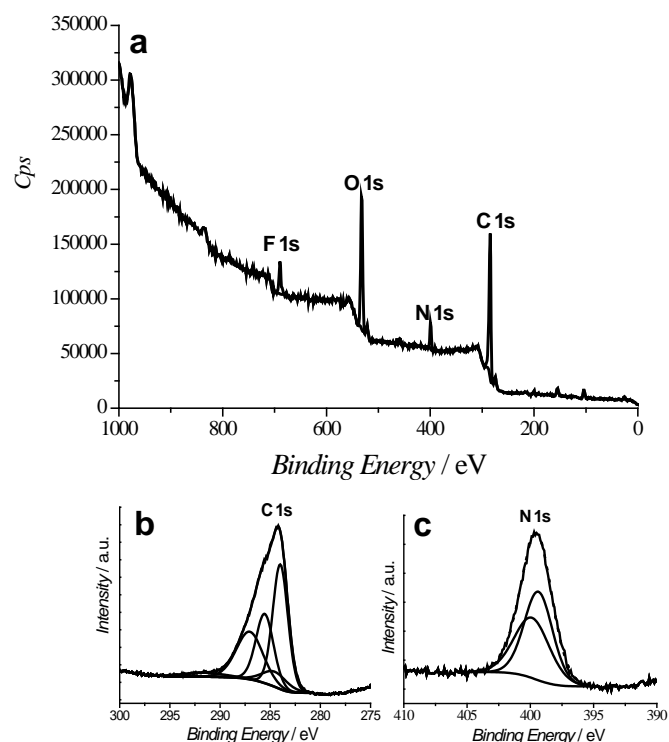 350000
a
300000
250000
Cps
O 1s
200000
C 1s
150000
F 1s
100000
N 1s
50000
0
1000 800 600 400 200 0
Binding Energy / eV
C 1s
b
Intensity / a.u.
300 295 290 285 280 275
Binding Energy / eV
N 1s
c
Intensity / a.u.
410 405 400 395 390
Binding Energy / eV